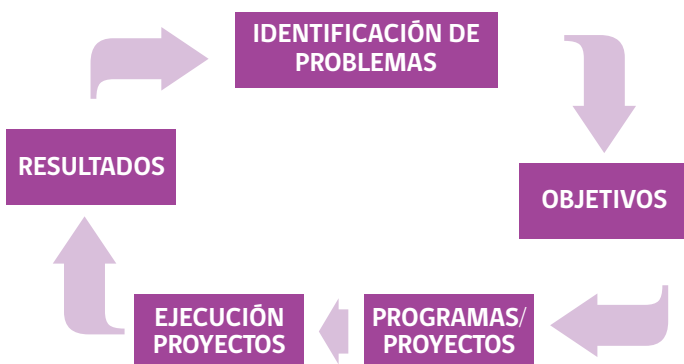 IDENTIFICACIÓN DE
PROBLEMAS
OBJETIVOS
PROGRAMAS/
PROYECTOS
EJECUCIÓN
PROYECTOS
RESULTADOS